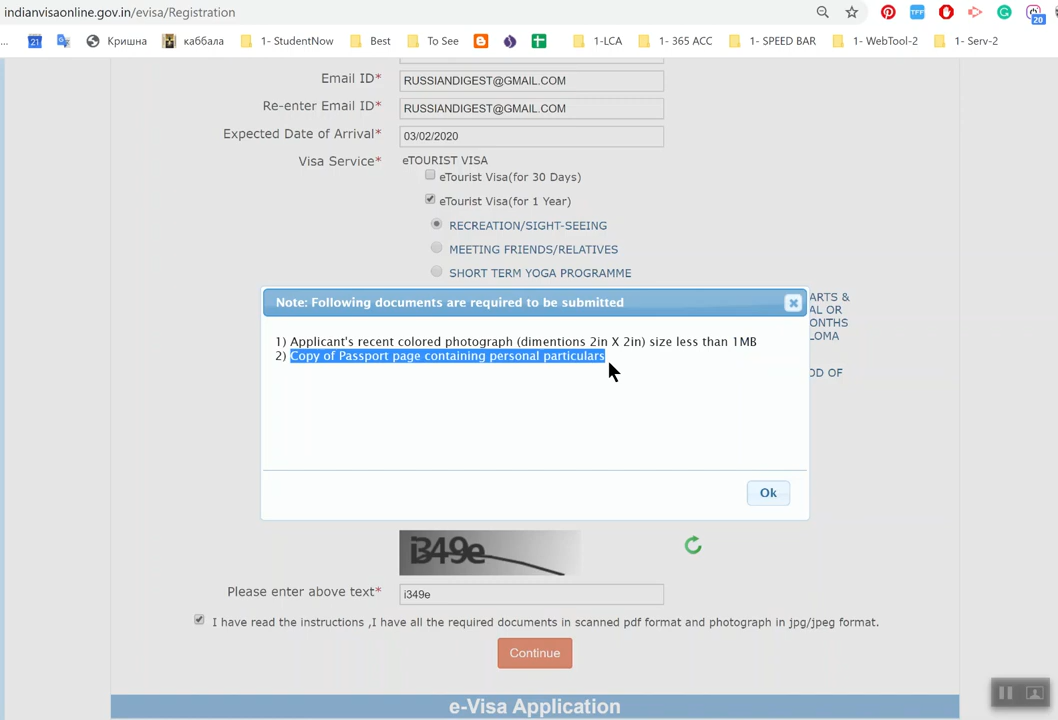 indianvisaonline.gov.in/evisa/Registration
20
... 21 Кришна каббала 1- StudentNow Best To See 1-LCA 1- 365 ACC 1- SPEED BAR 1- WebTool-2 1- Serv-2
Email ID* RUSSIANDIGEST@GMAIL.COM
Re-enter Email ID* RUSSIANDIGEST@GMAIL.COM
Expected Date of Arrival* 03/02/2020
Visa Service* eTOURIST VISA
eTourist Visa(for 30 Days)
eTourist Visa(for 1 Year)
RECREATION/SIGHT-SEEING
MEETING FRIENDS/RELATIVES
SHORT TERM YOGA PROGRAMME
ARTS &
AL OR
ONTHS
LOMA
OD OF
Note: Following documents are required to be submitted
1) Applicant's recent colored photograph (dimentions 2in X 2in) size less than 1MB
2) Copy of Passport page containing personal particulars
Ok
i349e
Please enter above text* i349e
I have read the instructions ,I have all the required documents in scanned pdf format and photograph in jpg/jpeg format.
Continue
e-Visa Application